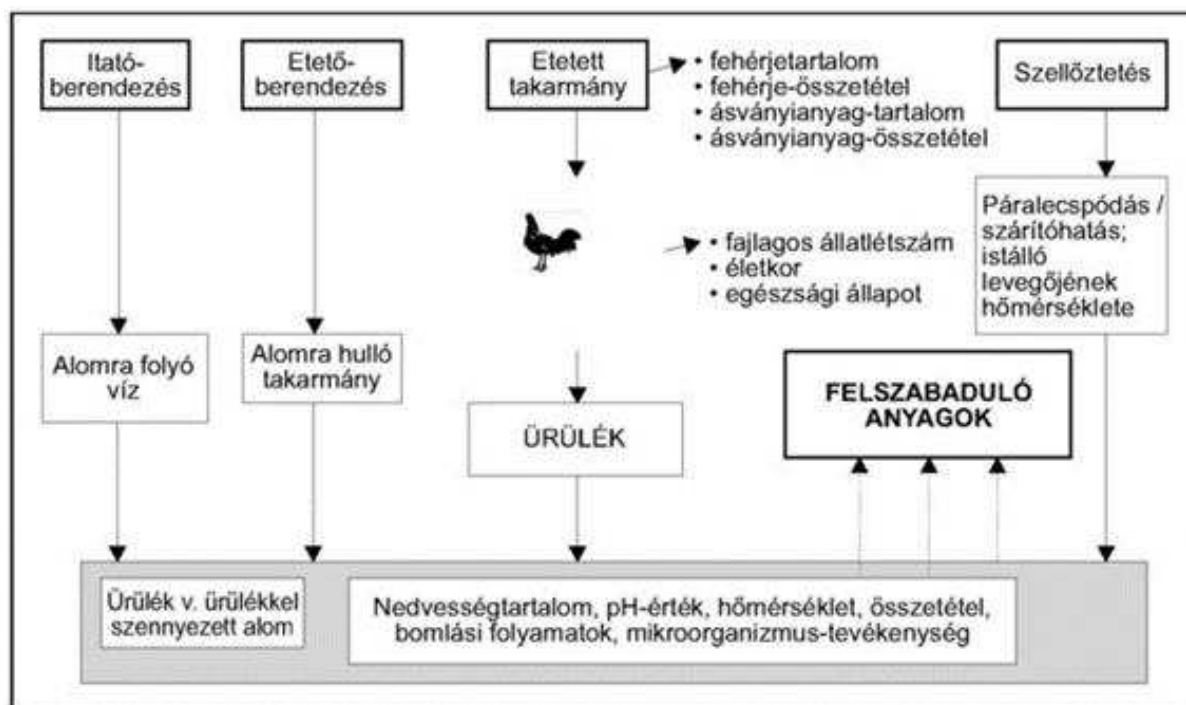 Itató-
berendezés
Etető-
berendezés
Etetett
takarmány
• fehérjetartalom
• fehérje-összetétel
• ásványianyag-tartalom
• ásványianyag-összetétel
Szellőztetés
Páralecspódás /
szárítóhatás;
istálló
levegőjének
hőmérséklete
• fajlagos állatlétszám
• életkor
• egészsági állapot
Alomra folyó
víz
Alomra hulló
takarmány
ÜRÜLÉK
FELSZABADULÓ
ANYAGOK
Ürülék v. ürülékkel
szennyezett alom
Nedvességtartalom, pH-érték, hőmérséklet, összetétel,
bomlási folyamatok, mikroorganizmus-tevékenység